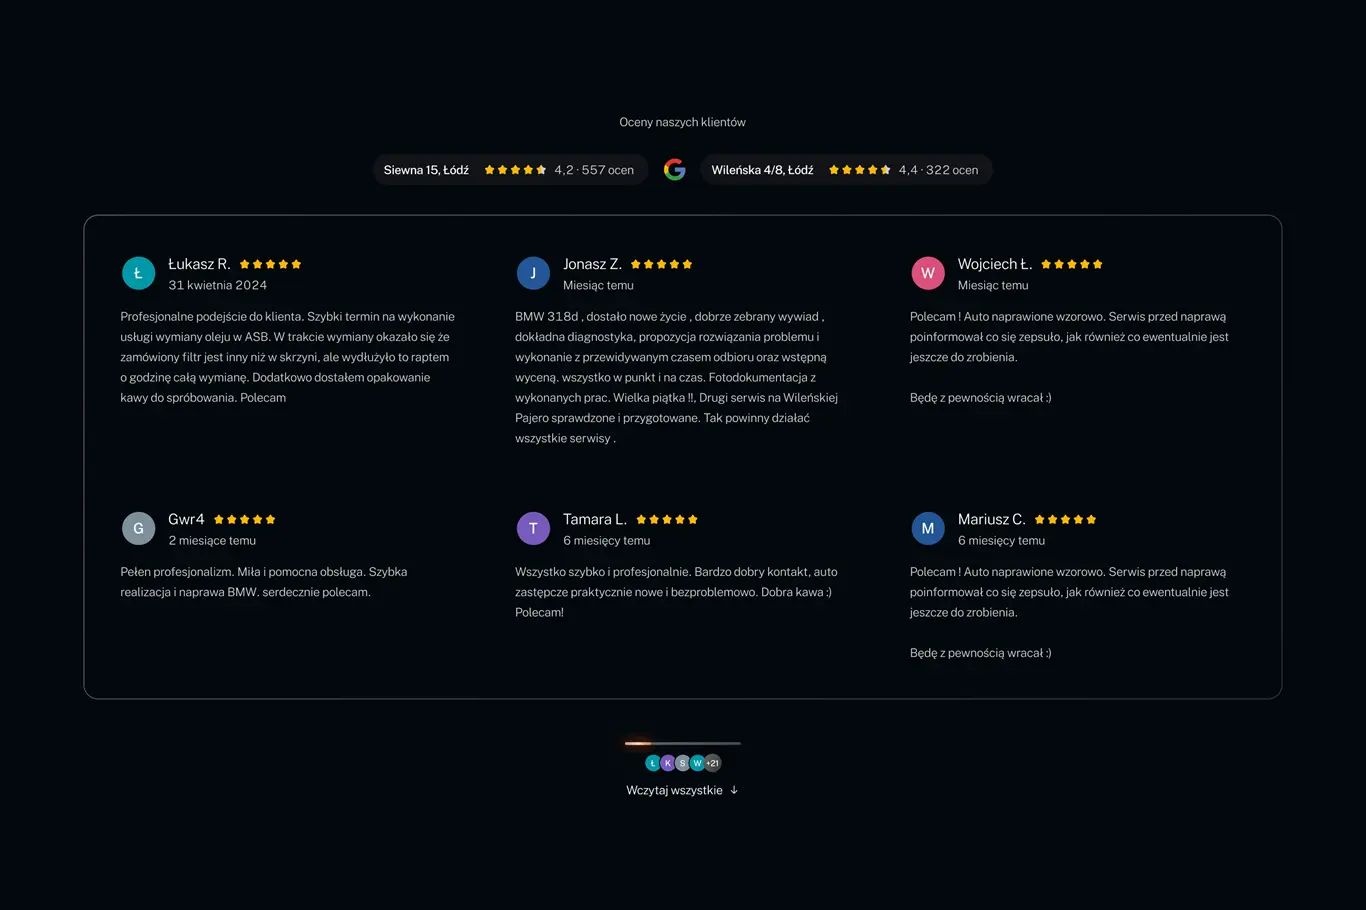 Oceny naszych klientów
Siewna 15, Łódź 4,2 · 557 ocen G Wileńska 4/8, Łódź 4,4 · 322 ocen
Ł
Łukasz R.
31 kwietnia 2024
Profesjonalne podejście do klienta. Szybki termin na wykonanie
usługi wymiany oleju w ASB. W trakcie wymiany okazało się że
zamówiony filtr jest inny niż w skrzyni, ale wydłużyło to raptem
o godzinę całą wymianę. Dodatkowo dostałem opakowanie
kawy do spróbowania. Polecam
J
Jonasz Z.
Miesiąc temu
BMW 318d , dostało nowe życie , dobrze zebrany wywiad ,
dokładna diagnostyka, propozycja rozwiązania problemu i
wykonanie z przewidywanym czasem odbioru oraz wstępną
wyceną. wszystko w punkt i na czas. Fotodokumentacja z
wykonanych prac. Wielka piątka !!, Drugi serwis na Wileńskiej
Pajero sprawdzone i przygotowane. Tak powinny działać
wszystkie serwisy .
W
Wojciech Ł.
Miesiąc temu
Polecam ! Auto naprawione wzorowo. Serwis przed naprawą
poinformował co się zepsuło, jak również co ewentualnie jest
jeszcze do zrobienia.
Będę z pewnością wracał :)
G
Gwr4
2 miesiące temu
Pełen profesjonalizm. Miła i pomocna obsługa. Szybka
realizacja i naprawa BMW. serdecznie polecam.
T
Tamara L.
6 miesięcy temu
Wszystko szybko i profesjonalnie. Bardzo dobry kontakt, auto
zastępcze praktycznie nowe i bezproblemowo. Dobra kawa :)
Polecam!
M
Mariusz C.
6 miesięcy temu
Polecam ! Auto naprawione wzorowo. Serwis przed naprawą
poinformował co się zepsuło, jak również co ewentualnie jest
jeszcze do zrobienia.
Będę z pewnością wracał :)
Ł K S W +21
Wczytaj wszystkie ↓